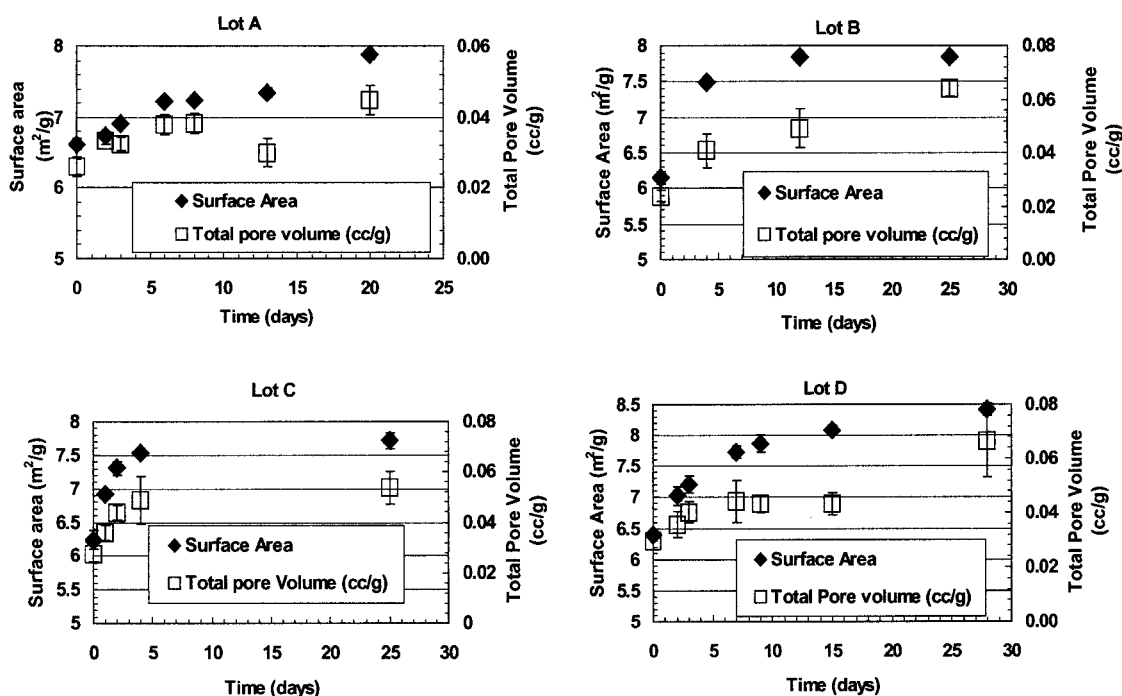 Lot A
8
7
6
5
0.06
0.04
0.02
0.00
Surface area
(m²/g)
Total Pore Volume
(cc/g)
Surface Area
Total pore volume (cc/g)
0 5 10 15 20 25
Time (days)
Lot B
8
7.5
7
6.5
6
5.5
5
0.08
0.06
0.04
0.02
0.00
Surface Area (m²/g)
Total Pore Volume
(cc/g)
Surface Area
Total pore volume (cc/g)
0 5 10 15 20 25 30
Time (days)
Lot C
8
7.5
7
6.5
6
5.5
5
0.08
0.06
0.04
0.02
0
Surface area (m²/g)
Total Pore Volume
(cc/g)
Surface Area
Total pore Volume (cc/g)
0 5 10 15 20 25 30
Time (days)
Lot D
8.5
8
7.5
7
6.5
6
5.5
5
0.08
0.06
0.04
0.02
0.00
Surface Area (m²/g)
Total Pore Volume
(cc/g)
Surface Area
Total Pore volume (cc/g)
0 5 10 15 20 25 30
Time (days)